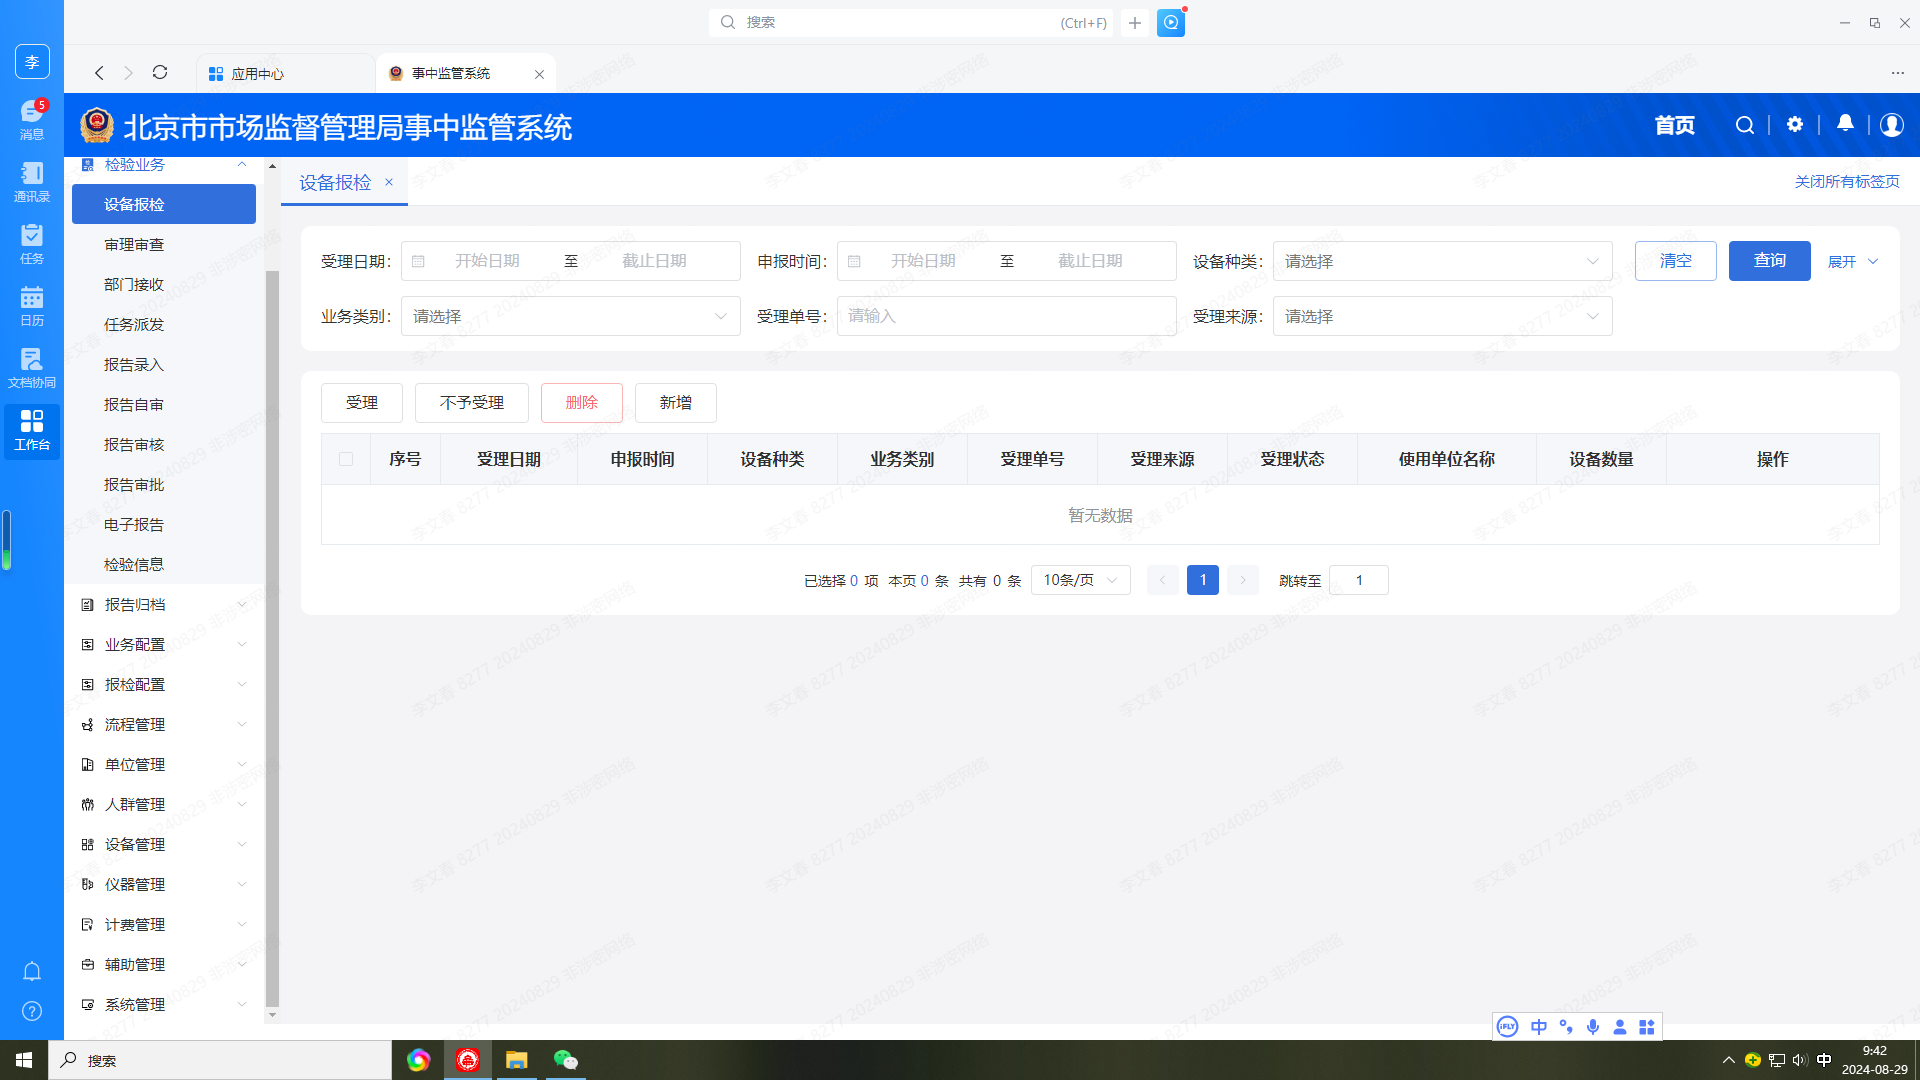 搜索 (Ctrl+F)
李
应用中心 事中监管系统
5
消息
北京市市场监督管理局事中监管系统 首页
通讯录
任务
日历
文档协同
工作台
检验业务
设备报检
审理审查
部门接收
任务派发
报告录入
报告自审
报告审核
报告审批
电子报告
检验信息
报告归档
业务配置
报检配置
流程管理
单位管理
人群管理
设备管理
仪器管理
计费管理
辅助管理
系统管理
设备报检 × 关闭所有标签页
受理日期: 开始日期 至 截止日期 申报时间: 开始日期 至 截止日期 设备种类: 请选择 清空 查询 展开
业务类别: 请选择 受理单号: 请输入 受理来源: 请选择
受理 不予受理 删除 新增
序号 受理日期 申报时间 设备种类 业务类别 受理单号 受理来源 受理状态 使用单位名称 设备数量 操作
暂无数据
已选择 0 项 本页 0 条 共有 0 条 10条/页 1 跳转至 1
李文春 8277 20240829 非涉密网络
iFLY 中
搜索
中 9:42
2024-08-29